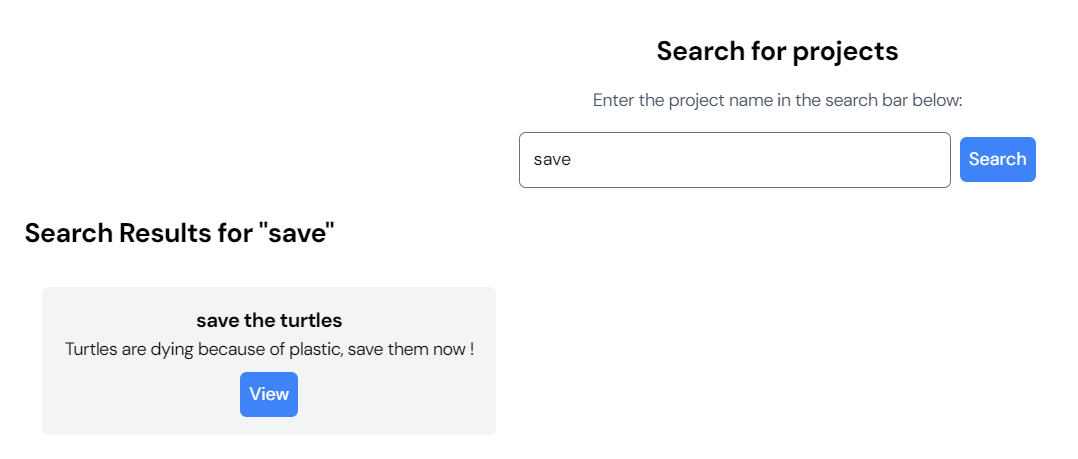 Search for projects
Enter the project name in the search bar below:
save
Search
Search Results for "save"
save the turtles
Turtles are dying because of plastic, save them now !
View